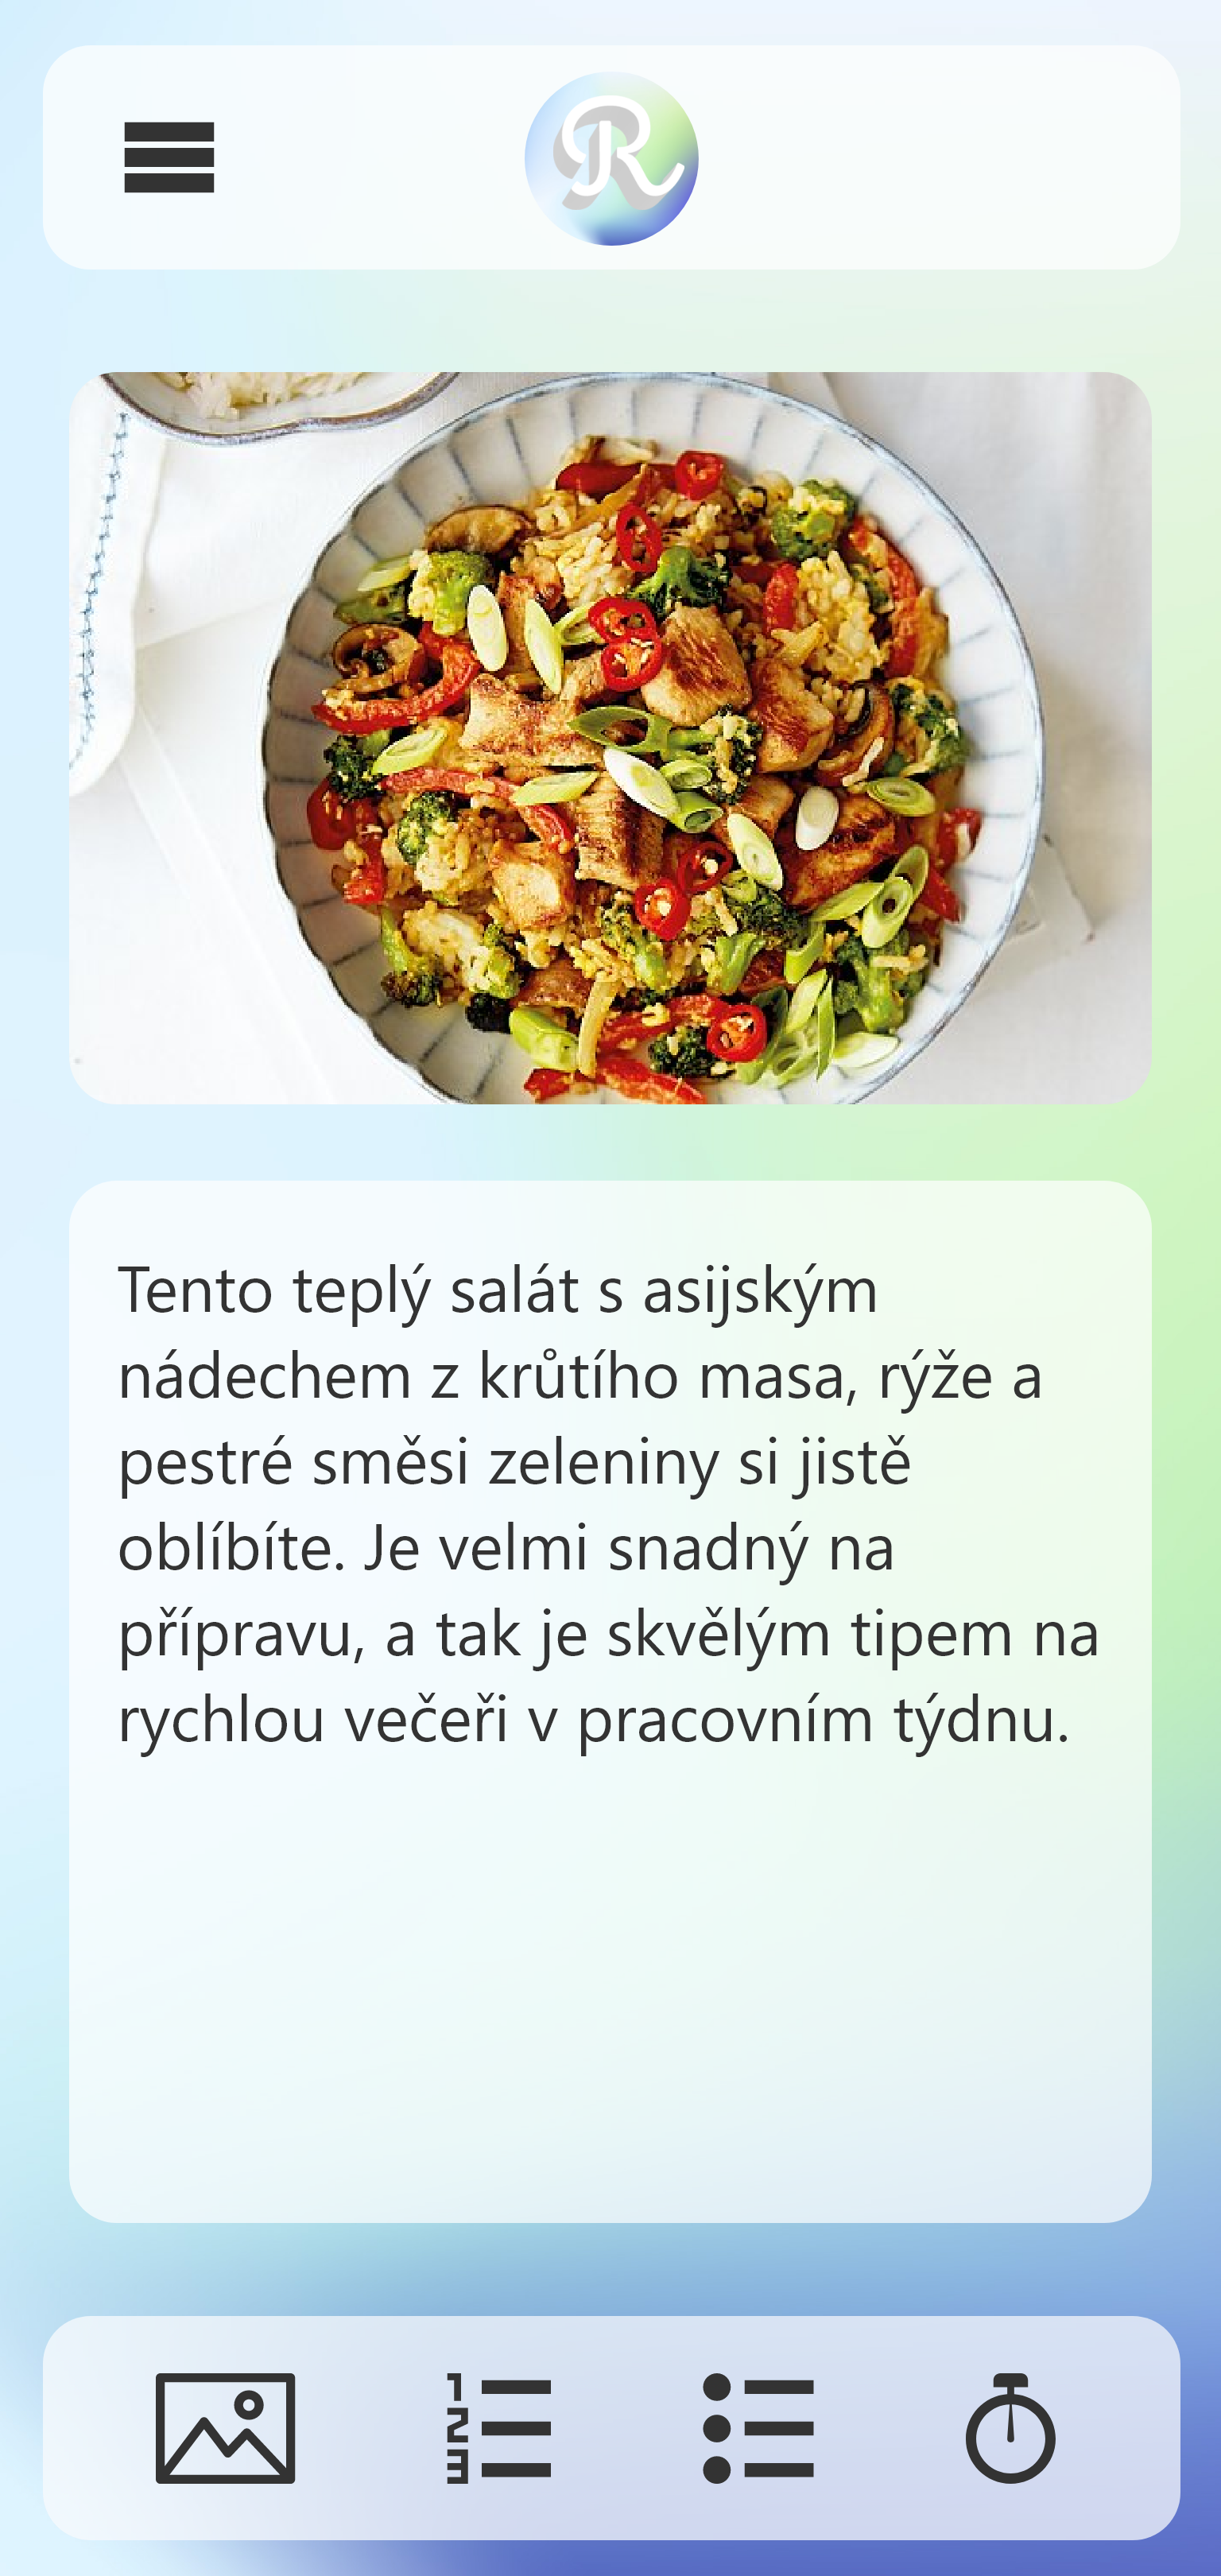 R
Tento teplý salát s asijským
nádechem z krůtího masa, rýže a
pestré směsi zeleniny si jistě
oblíbíte. Je velmi snadný na
přípravu, a tak je skvělým tipem na
rychlou večeři v pracovním týdnu.
1
2
3